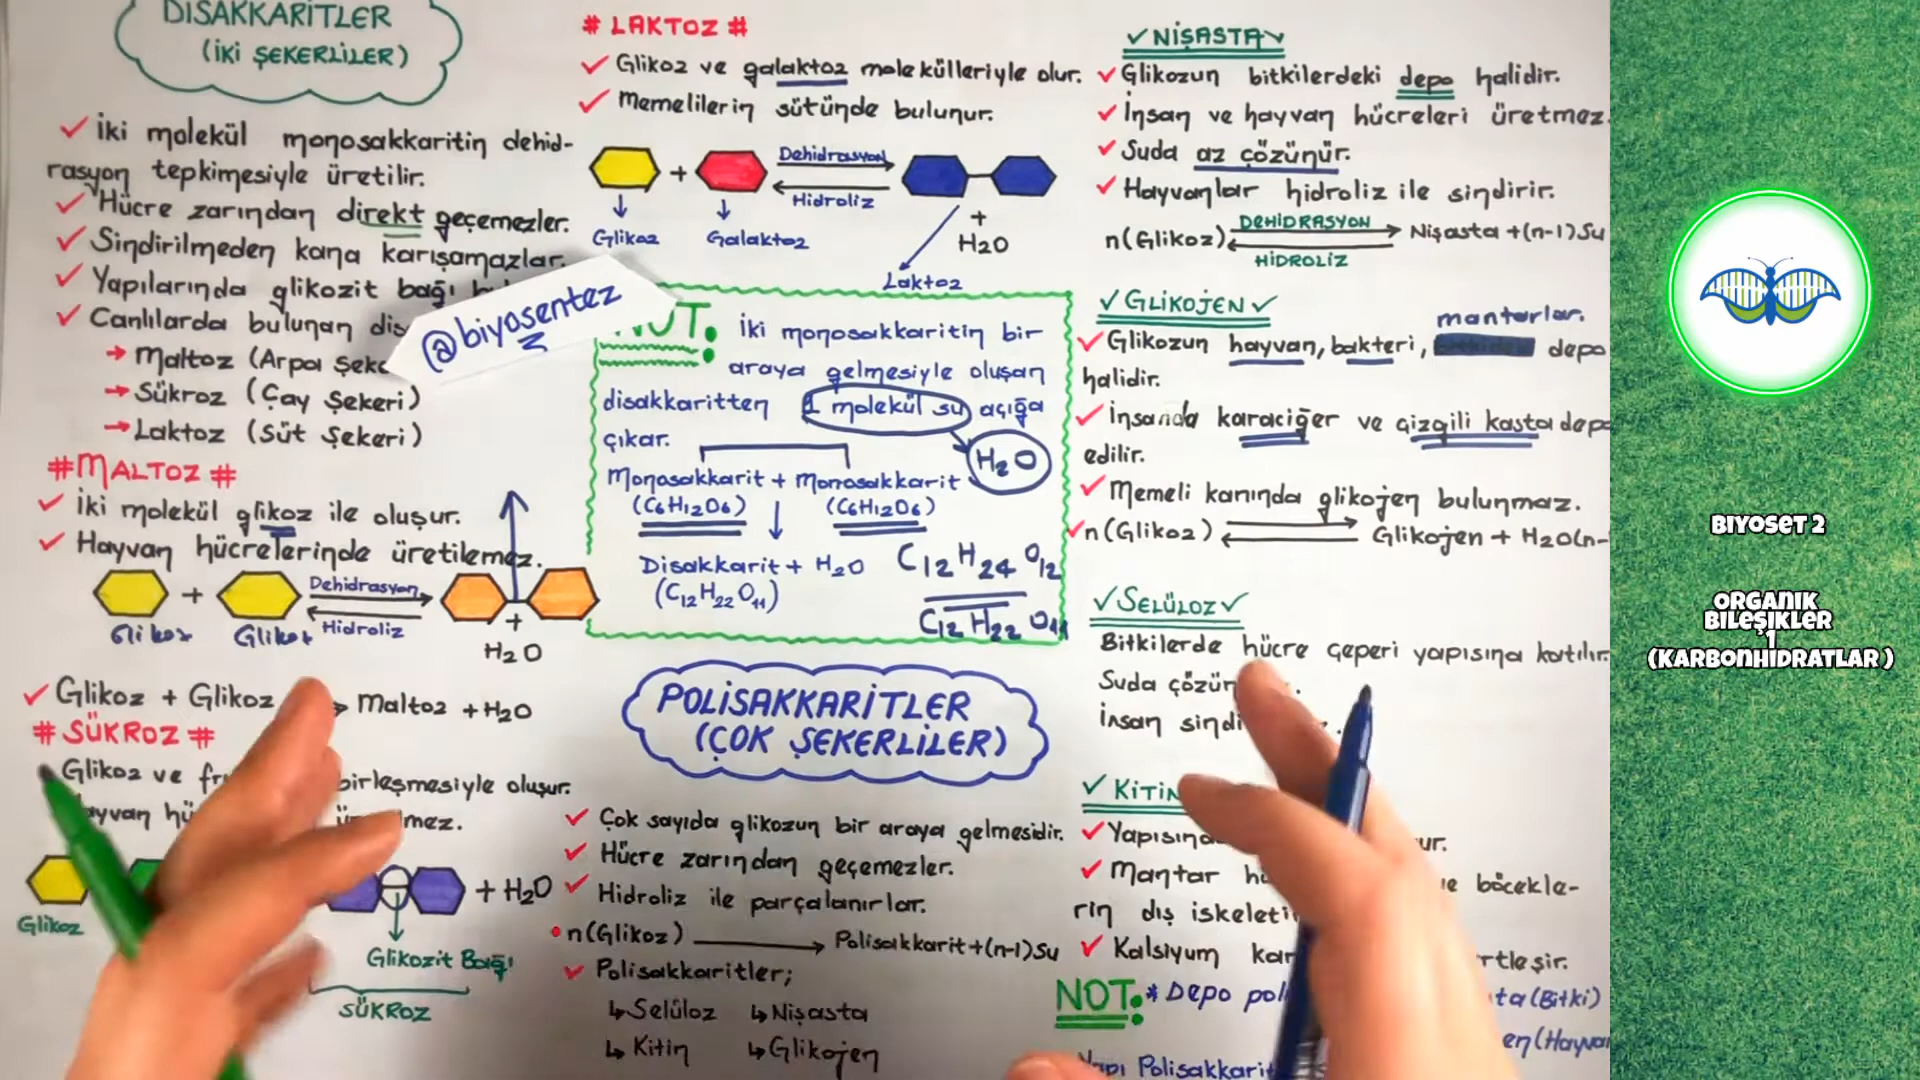 DİSAKKARİTLER
(İKİ ŞEKERLİLER)
İki molekül monosakkaritin dehid-
rasyon tepkimesiyle üretilir.
Hücre zarından direkt geçemezler.
Sindirilmeden kana karışamazlar.
Yapılarında glikozit bağı
Canlılarda bulunan
Maltoz (Arpa
Sükroz (Çay Şekeri)
Laktoz (Süt Şekeri)
@biyosentez
#MALTOZ#
İki molekül glikoz ile oluşur.
Hayvan hücrelerinde üretilemez.
+
Dehidrasyon
Hidroliz
+
Glikoz
Glikoz
H2O
Glikoz + Glikoz
Maltoz + H2O
#SÜKROZ#
Glikoz ve
birleşmesiyle oluşur.
+ H2O
Glikoz
Glikozit Bağı
SÜKROZ
# LAKTOZ #
Glikoz ve galaktoz molekülleriyle olur.
Memelilerin sütünde bulunur.
+
Dehidrasyon
Hidroliz
Glikoz
Galaktoz
+
H2O
Laktoz
NOT:
İki monosakkaritin bir
araya gelmesiyle oluşan
disakkaritten 1 molekül su açığa
çıkar.
H2O
Monosakkarit + Monosakkarit
(C6H12O6)
(C6H12O6)
Disakkarit + H2O
(C12H22O11)
C12H24O12
C12H22O11
POLİSAKKARİTLER
(ÇOK ŞEKERLİLER)
Çok sayıda glikozun bir araya gelmesidir.
Hücre zarından geçemezler.
Hidroliz ile parçalanırlar.
n(Glikoz)
Polisakkarit+(n-1)Su
Polisakkaritler;
Selüloz
Nişasta
Kitin
Glikojen
NİŞASTA
Glikozun bitkilerdeki depo halidir.
İnsan ve hayvan hücreleri üretmez.
Suda az çözünür.
Hayvanlar hidroliz ile sindirir.
n(Glikoz)
DEHİDRASYON
HİDROLİZ
Nişasta +(n-1)Su
GLİKOJEN
mantarlar.
Glikozun hayvan, bakteri, depo
halidir.
İnsanda karaciğer ve çizgili kasta depo
edilir.
Memeli kanında glikojen bulunmaz.
n(Glikoz)
Glikojen + H2O(n-
SELÜLOZ
Bitkilerde hücre çeperi yapısına katılır.
Suda
İnsan
KİTİN
Mantar
böcekle-
rin dış
Kalsiyum
NOT:
* Depo
(Bitki)
Yapı
BIYOSET 2
ORGANIK
BILEŞIKLER
1
(KARBONHIDRATLAR )